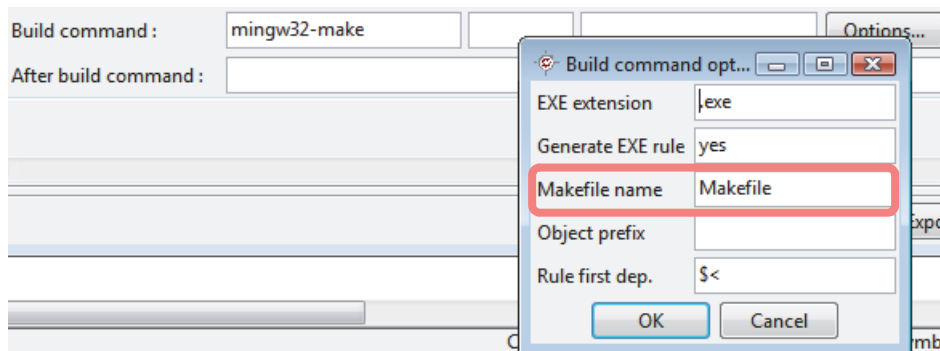 Build command : mingw32-make Options...
After build command :
Build command opt...
EXE extension .exe
Generate EXE rule yes
Makefile name Makefile
Object prefix
Rule first dep. $<
OK Cancel